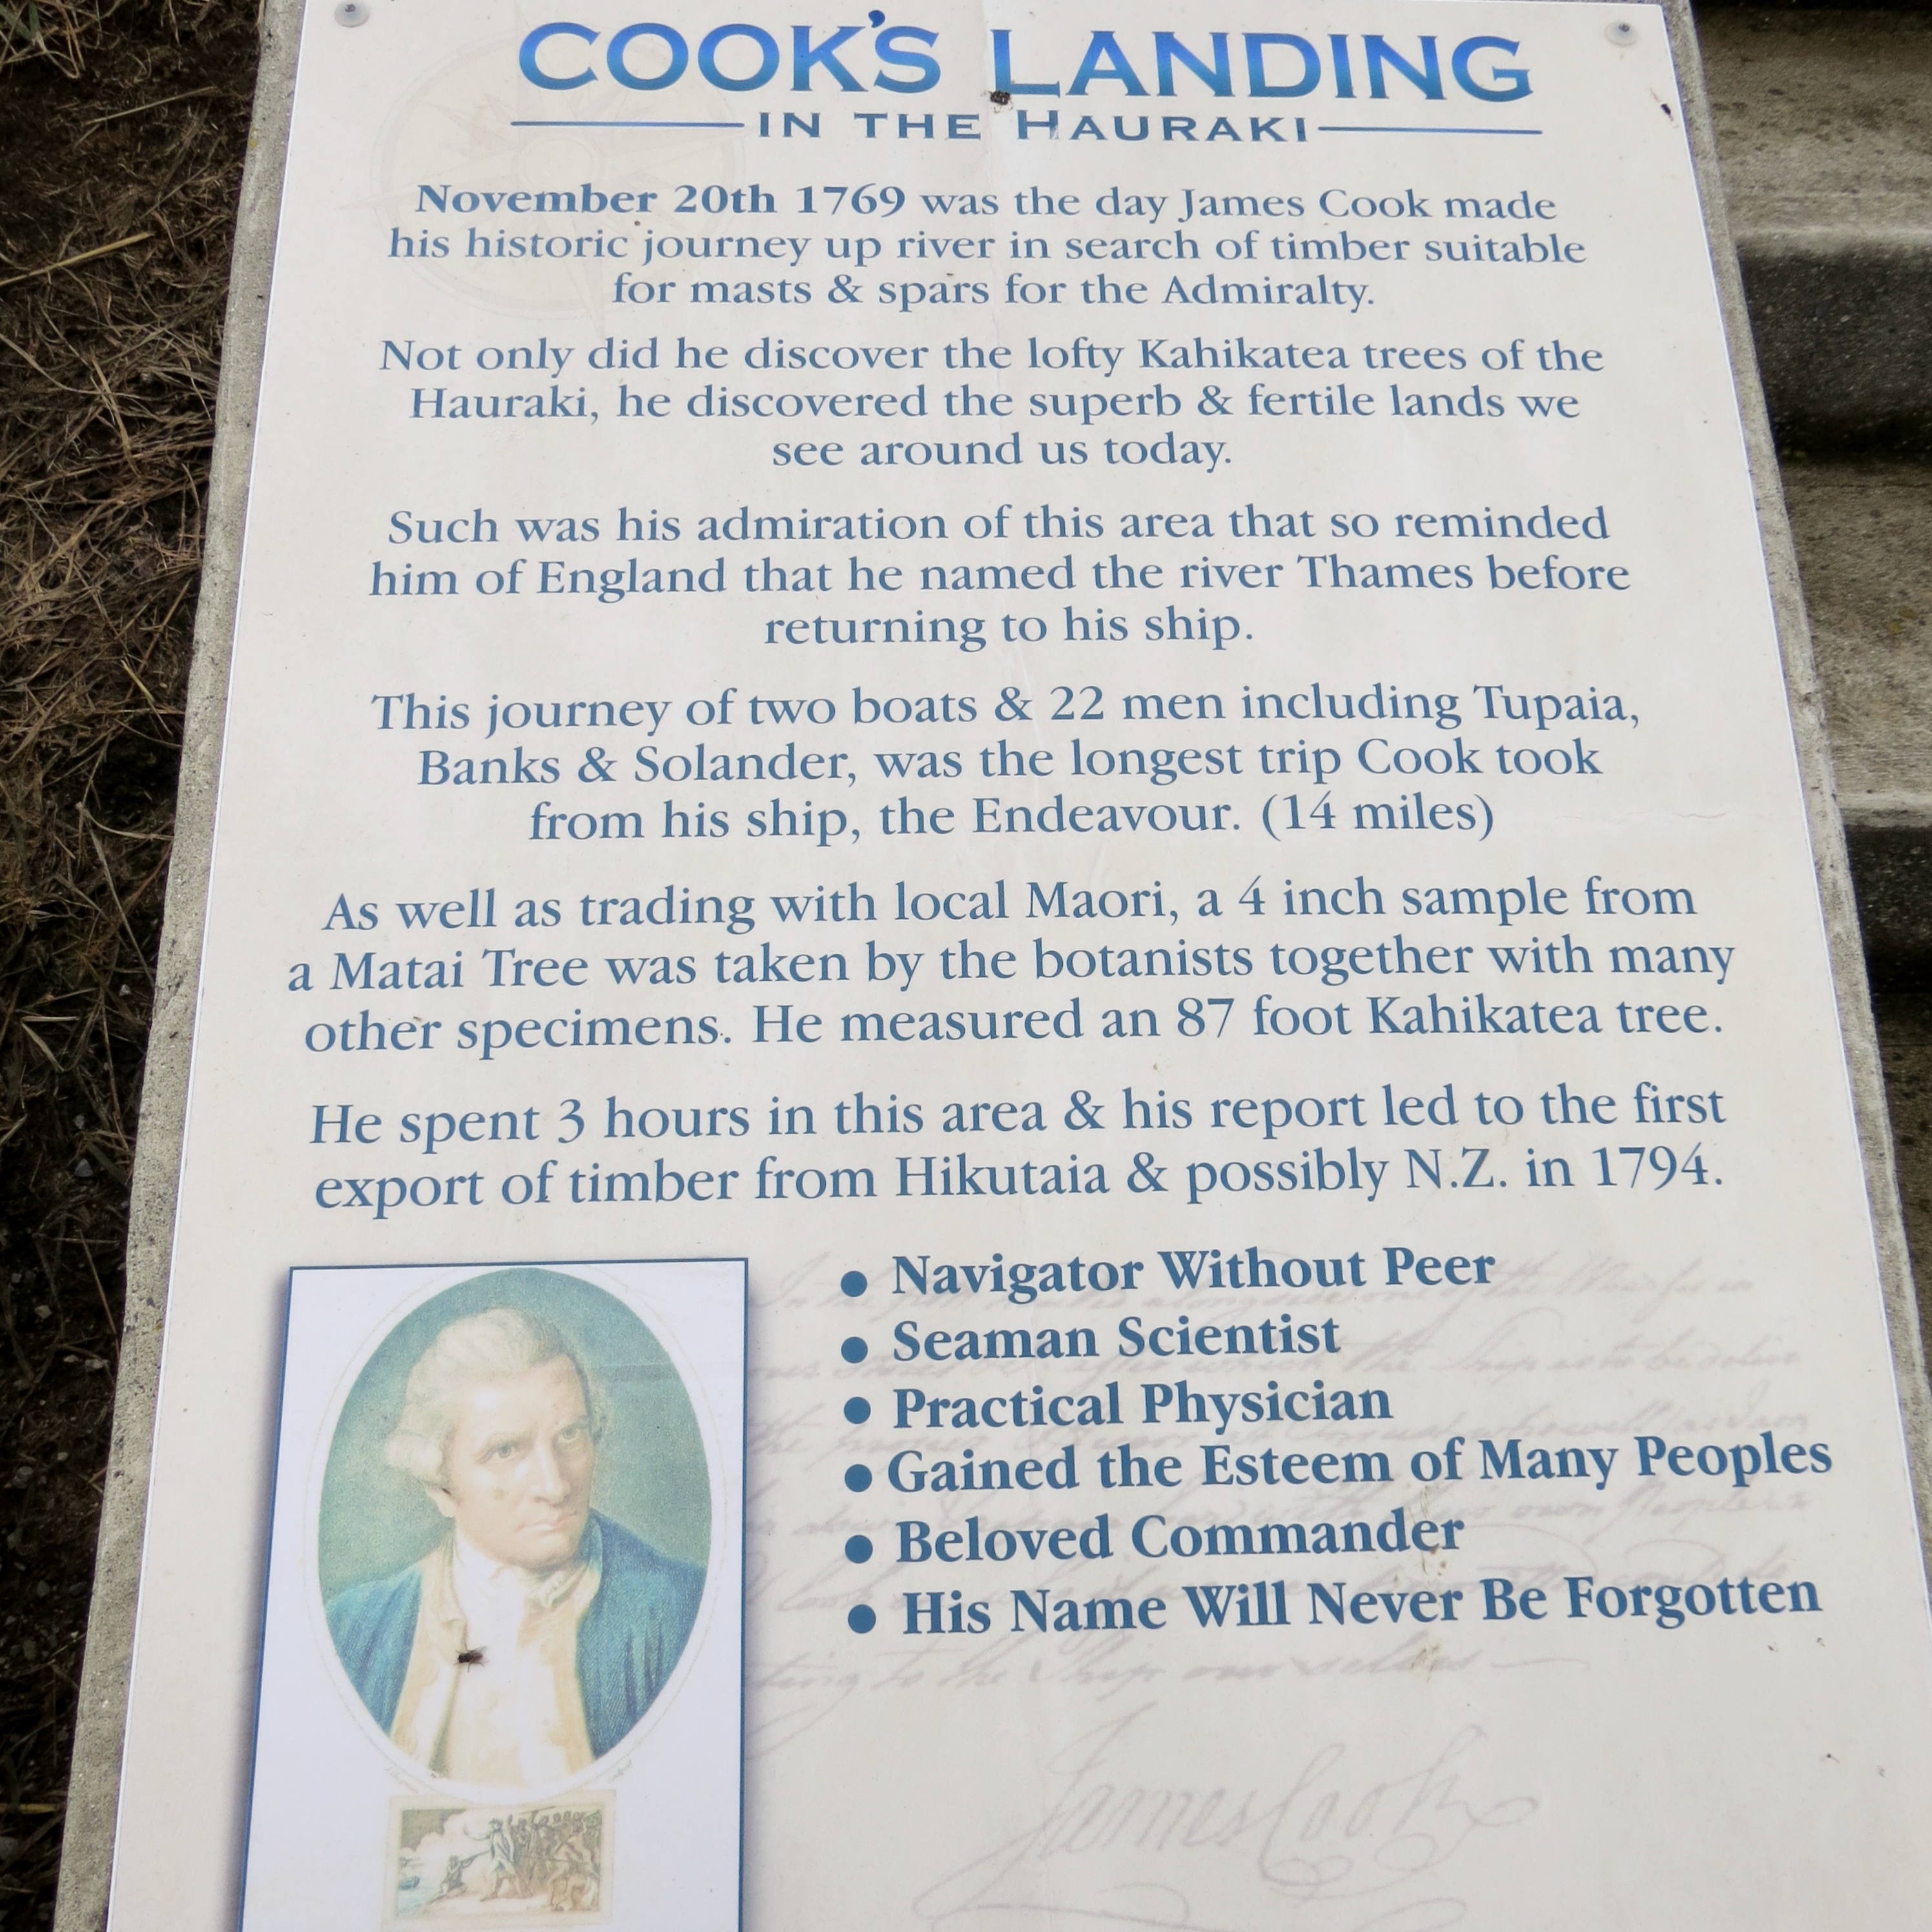 COOK'S LANDING
IN THE HAURAKI
November 20th 1769 was the day James Cook made
his historic journey up river in search of timber suitable
for masts & spars for the Admiralty.
Not only did he discover the lofty Kahikatea trees of the
Hauraki, he discovered the superb & fertile lands we
see around us today.
Such was his admiration of this area that so reminded
him of England that he named the river Thames before
returning to his ship.
This journey of two boats & 22 men including Tupaia,
Banks & Solander, was the longest trip Cook took
from his ship, the Endeavour. (14 miles)
As well as trading with local Maori, a 4 inch sample from
a Matai Tree was taken by the botanists together with many
other specimens. He measured an 87 foot Kahikatea tree.
He spent 3 hours in this area & his report led to the first
export of timber from Hikutaia & possibly N.Z. in 1794.
• Navigator Without Peer
• Seaman Scientist
• Practical Physician
• Gained the Esteem of Many Peoples
• Beloved Commander
• His Name Will Never Be Forgotten
James Cook